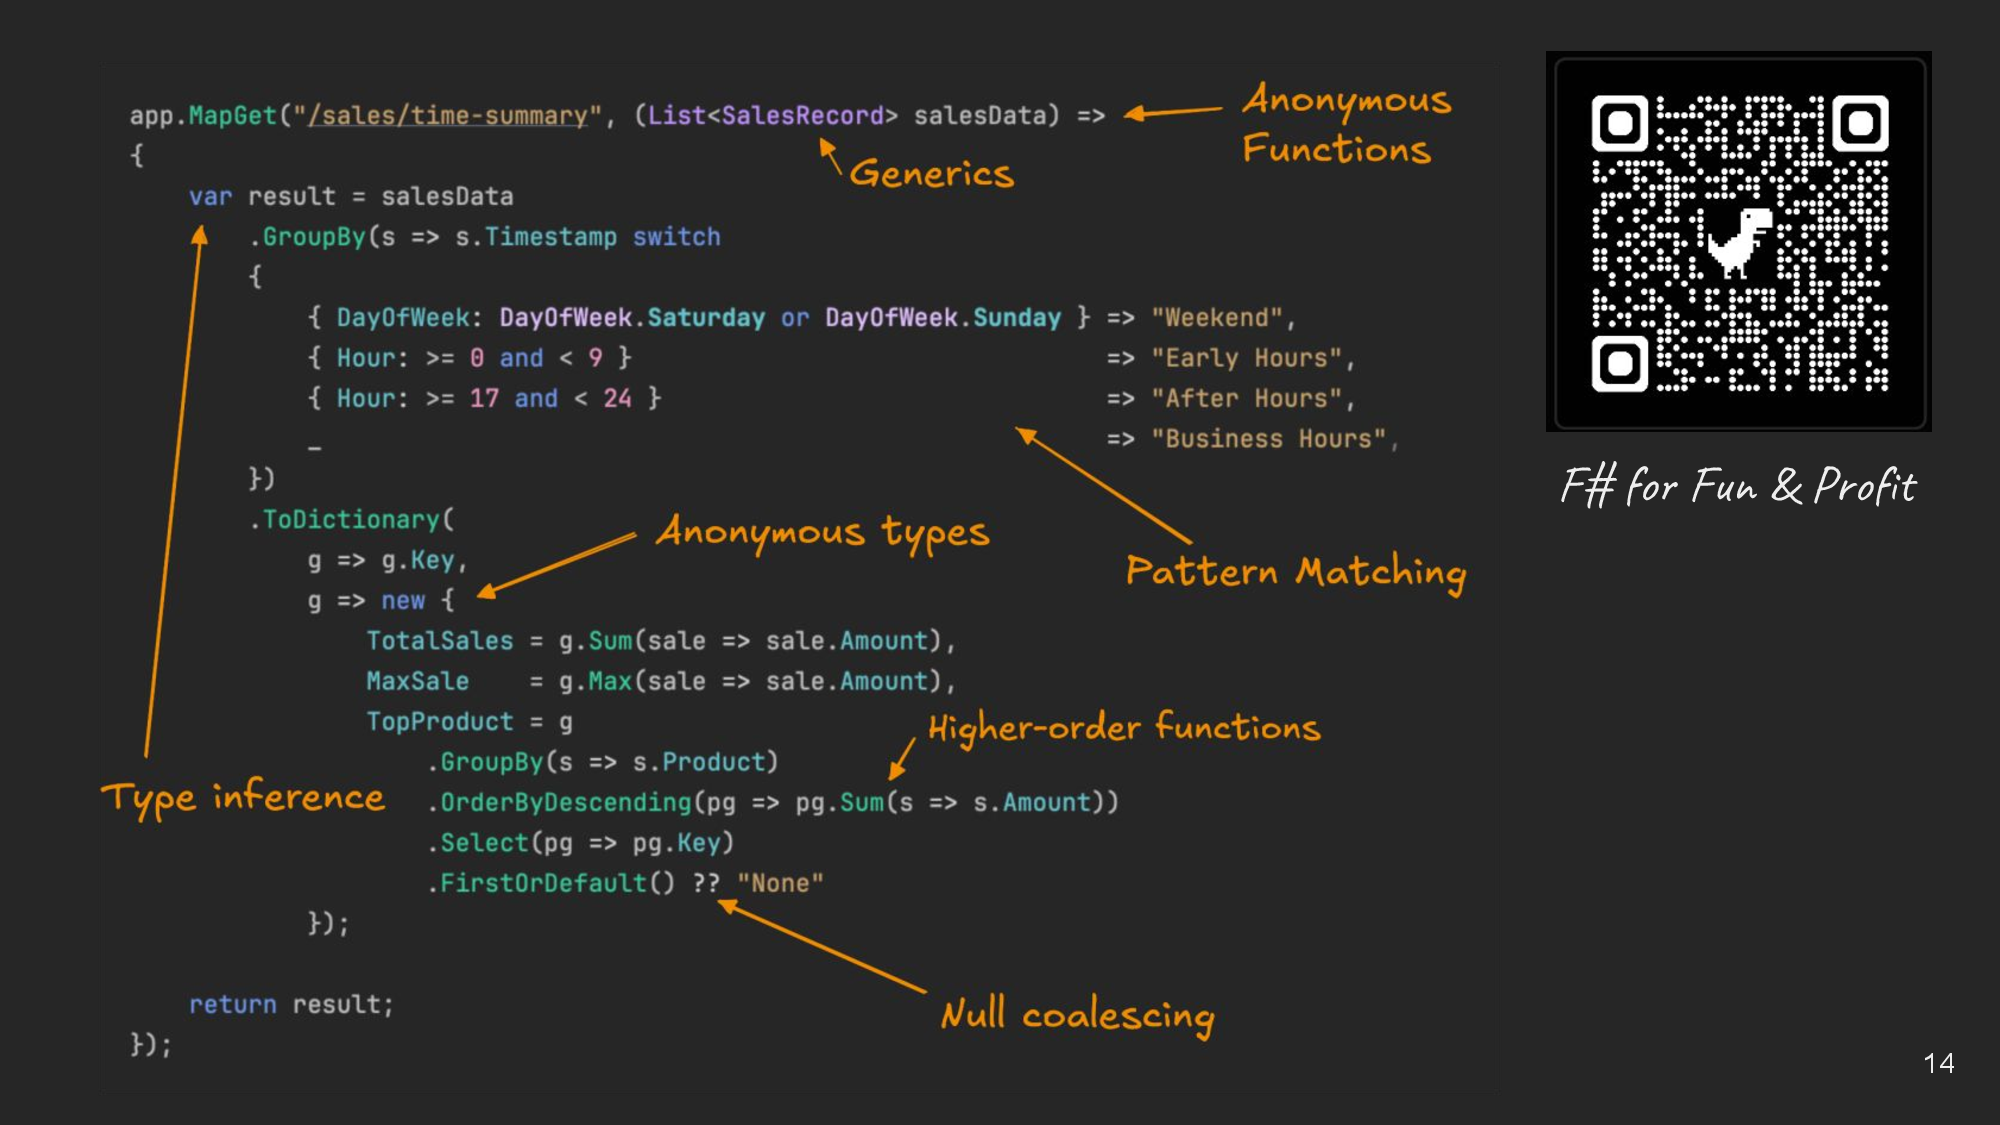 app.MapGet("/sales/time-summary", (List<SalesRecord> salesData) =>
{
    var result = salesData
        .GroupBy(s => s.Timestamp switch
        {
            { DayOfWeek: DayOfWeek.Saturday or DayOfWeek.Sunday } => "Weekend",
            { Hour: >= 0 and < 9 }                                => "Early Hours",
            { Hour: >= 17 and < 24 }                              => "After Hours",
            _                                                     => "Business Hours",
        })
        .ToDictionary(
            g => g.Key,
            g => new {
                TotalSales = g.Sum(sale => sale.Amount),
                MaxSale    = g.Max(sale => sale.Amount),
                TopProduct = g
                    .GroupBy(s => s.Product)
                    .OrderByDescending(pg => pg.Sum(s => s.Amount))
                    .Select(pg => pg.Key)
                    .FirstOrDefault() ?? "None"
            });

    return result;
});
Anonymous
Functions
Generics
Anonymous types
Pattern Matching
Higher-order functions
Type inference
Null coalescing
F# for Fun & Profit
14